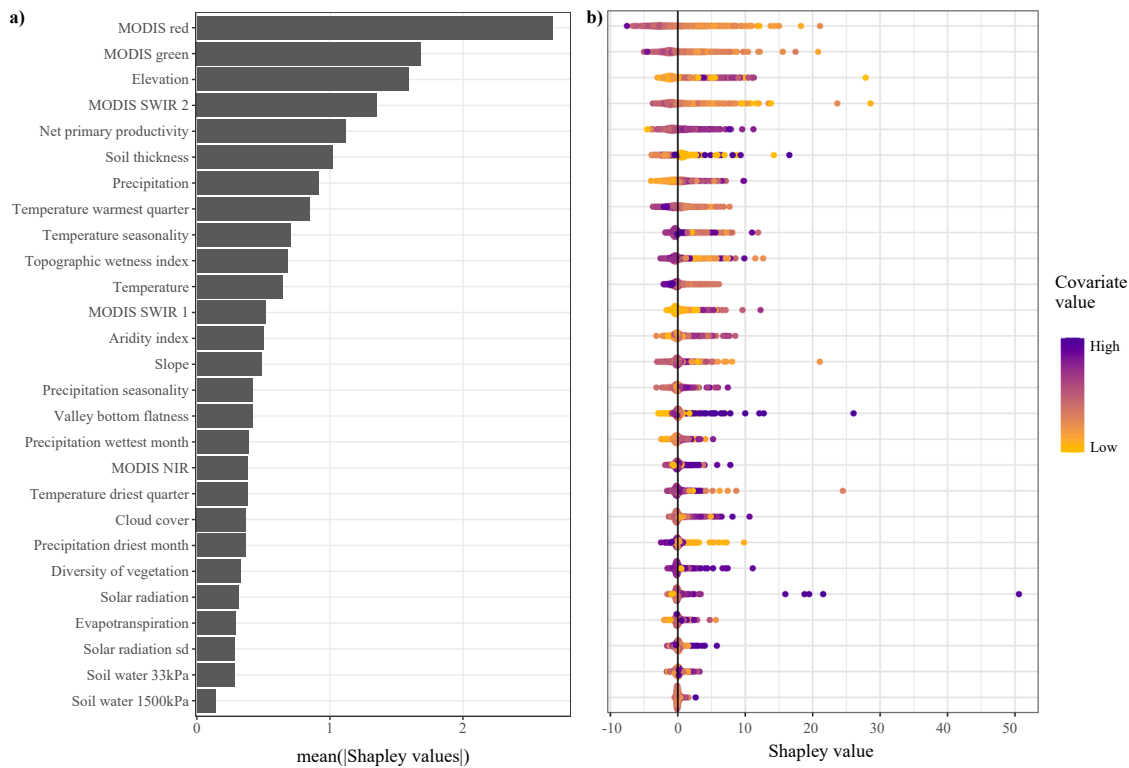 a)
MODIS red
MODIS green
Elevation
MODIS SWIR 2
Net primary productivity
Soil thickness
Precipitation
Temperature warmest quarter
Temperature seasonality
Topographic wetness index
Temperature
MODIS SWIR 1
Aridity index
Slope
Precipitation seasonality
Valley bottom flatness
Precipitation wettest month
MODIS NIR
Temperature driest quarter
Cloud cover
Precipitation driest month
Diversity of vegetation
Solar radiation
Evapotranspiration
Solar radiation sd
Soil water 33kPa
Soil water 1500kPa
0 1 2
mean(|Shapley values|)
b)
-10 0 10 20 30 40 50
Shapley value
Covariate
value
High
Low